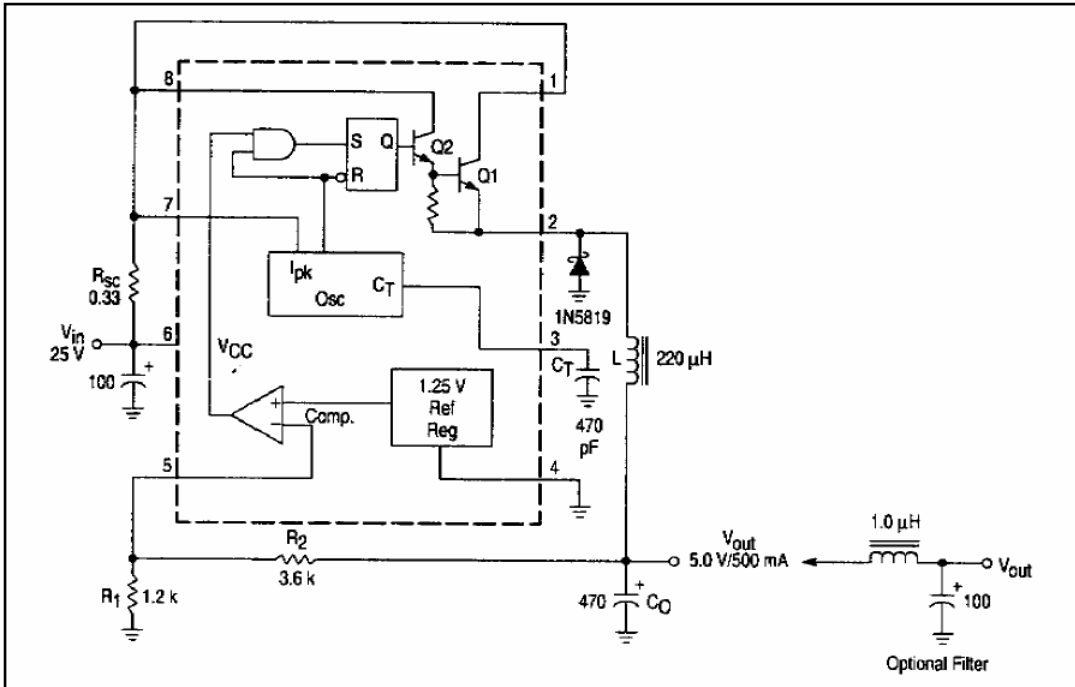 8
1
S Q
R
Q2
Q1
7
2
Ipk
CT
Osc
Rsc
0.33
1N5819
Vin
25 V
6
VCC
3
CT
L
220 µH
100
+
470
pF
1.25 V
Ref
Reg
+
−
Comp.
5
4
R2
3.6 k
R1
1.2 k
Vout
5.0 V/500 mA
1.0 µH
Vout
470
+
CO
+
100
Optional Filter